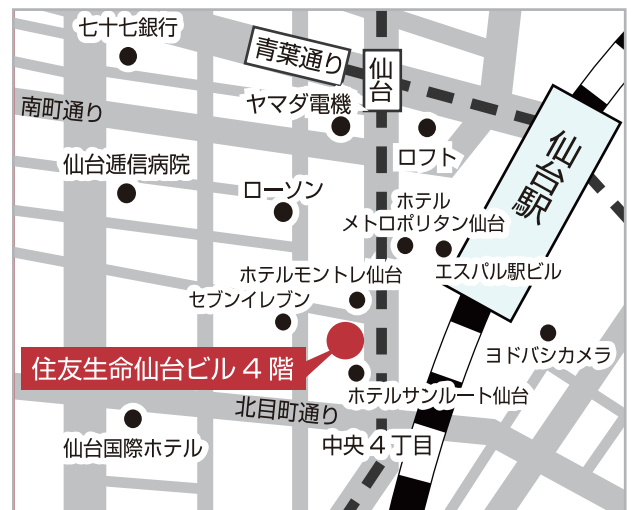 七十七銀行
青葉通り
仙台
南町通り
ヤマダ電機
ロフト
仙台駅
仙台逓信病院
ローソン
ホテル
メトロポリタン仙台
エスパル駅ビル
ホテルモントレ仙台
セブンイレブン
ヨドバシカメラ
住友生命仙台ビル 4 階
ホテルサンルート仙台
北目町通り
仙台国際ホテル
中央 4 丁目